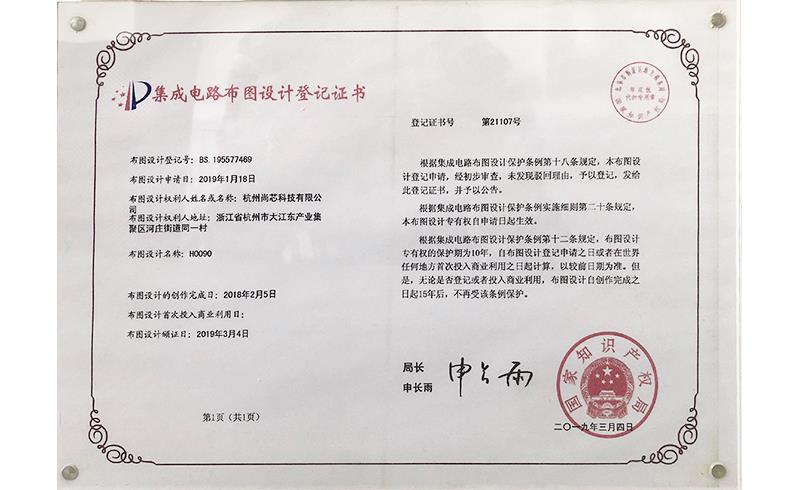 集成电路布图设计登记证书
登记证书号 第21107号
布图设计登记号：BS.195577469
布图设计申请日：2019年1月18日
布图设计权利人姓名或名称：杭州尚芯科技有限公
司
布图设计权利人地址：浙江省杭州市大江东产业集
聚区河庄街道同一村
布图设计名称：H0090
布图设计的创作完成日：2018年2月5日
布图设计首次投入商业利用日：
布图设计颁证日：2019年3月4日
第1页（共1页）
根据集成电路布图设计保护条例第十八条规定，本布图设
计登记申请，经初步审查，未发现驳回理由，予以登记，发给
此登记证书，并予以公告。
根据集成电路布图设计保护条例实施细则第二十条规定，
本布图设计专有权自申请日起生效。
根据集成电路布图设计保护条例第十二条规定，布图设计
专有权的保护期为10年，自布图设计登记申请之日或者在世界
任何地方首次投入商业利用之日起计算，以较前日期为准。但
是，无论是否登记或者投入商业利用，布图设计自创作完成之
日起15年后，不再受该条例保护。
局长
申长雨
申长雨
国家知识产权局
二〇一九年三月四日